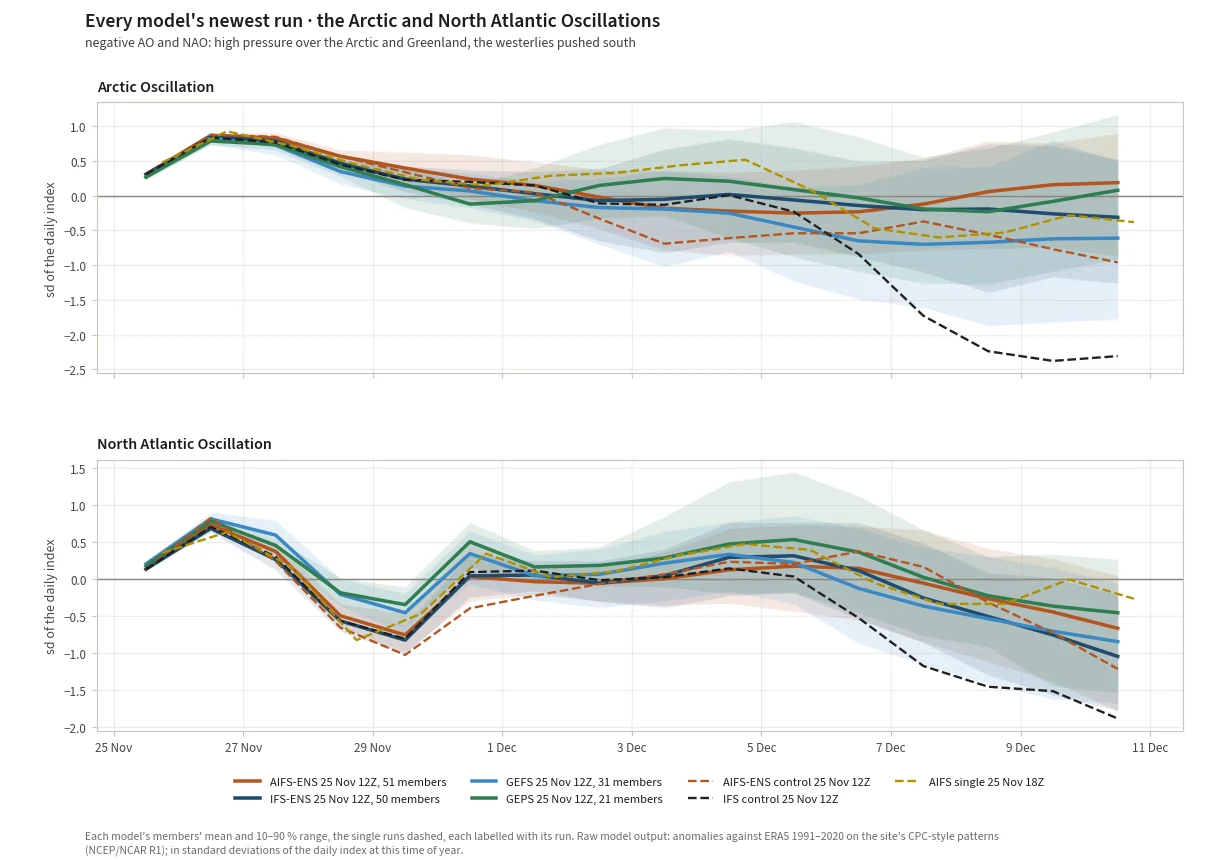 Every model's newest run · the Arctic and North Atlantic Oscillations
negative AO and NAO: high pressure over the Arctic and Greenland, the westerlies pushed south
Arctic Oscillation
sd of the daily index
1.0
0.5
0.0
−0.5
−1.0
−1.5
−2.0
−2.5
North Atlantic Oscillation
sd of the daily index
1.5
1.0
0.5
0.0
−0.5
−1.0
−1.5
−2.0
25 Nov 27 Nov 29 Nov 1 Dec 3 Dec 5 Dec 7 Dec 9 Dec 11 Dec
AIFS-ENS 25 Nov 12Z, 51 members GEFS 25 Nov 12Z, 31 members AIFS-ENS control 25 Nov 12Z AIFS single 25 Nov 18Z
IFS-ENS 25 Nov 12Z, 50 members GEPS 25 Nov 12Z, 21 members IFS control 25 Nov 12Z
Each model's members' mean and 10–90 % range, the single runs dashed, each labelled with its run. Raw model output: anomalies against ERA5 1991–2020 on the site's CPC-style patterns
(NCEP/NCAR R1); in standard deviations of the daily index at this time of year.